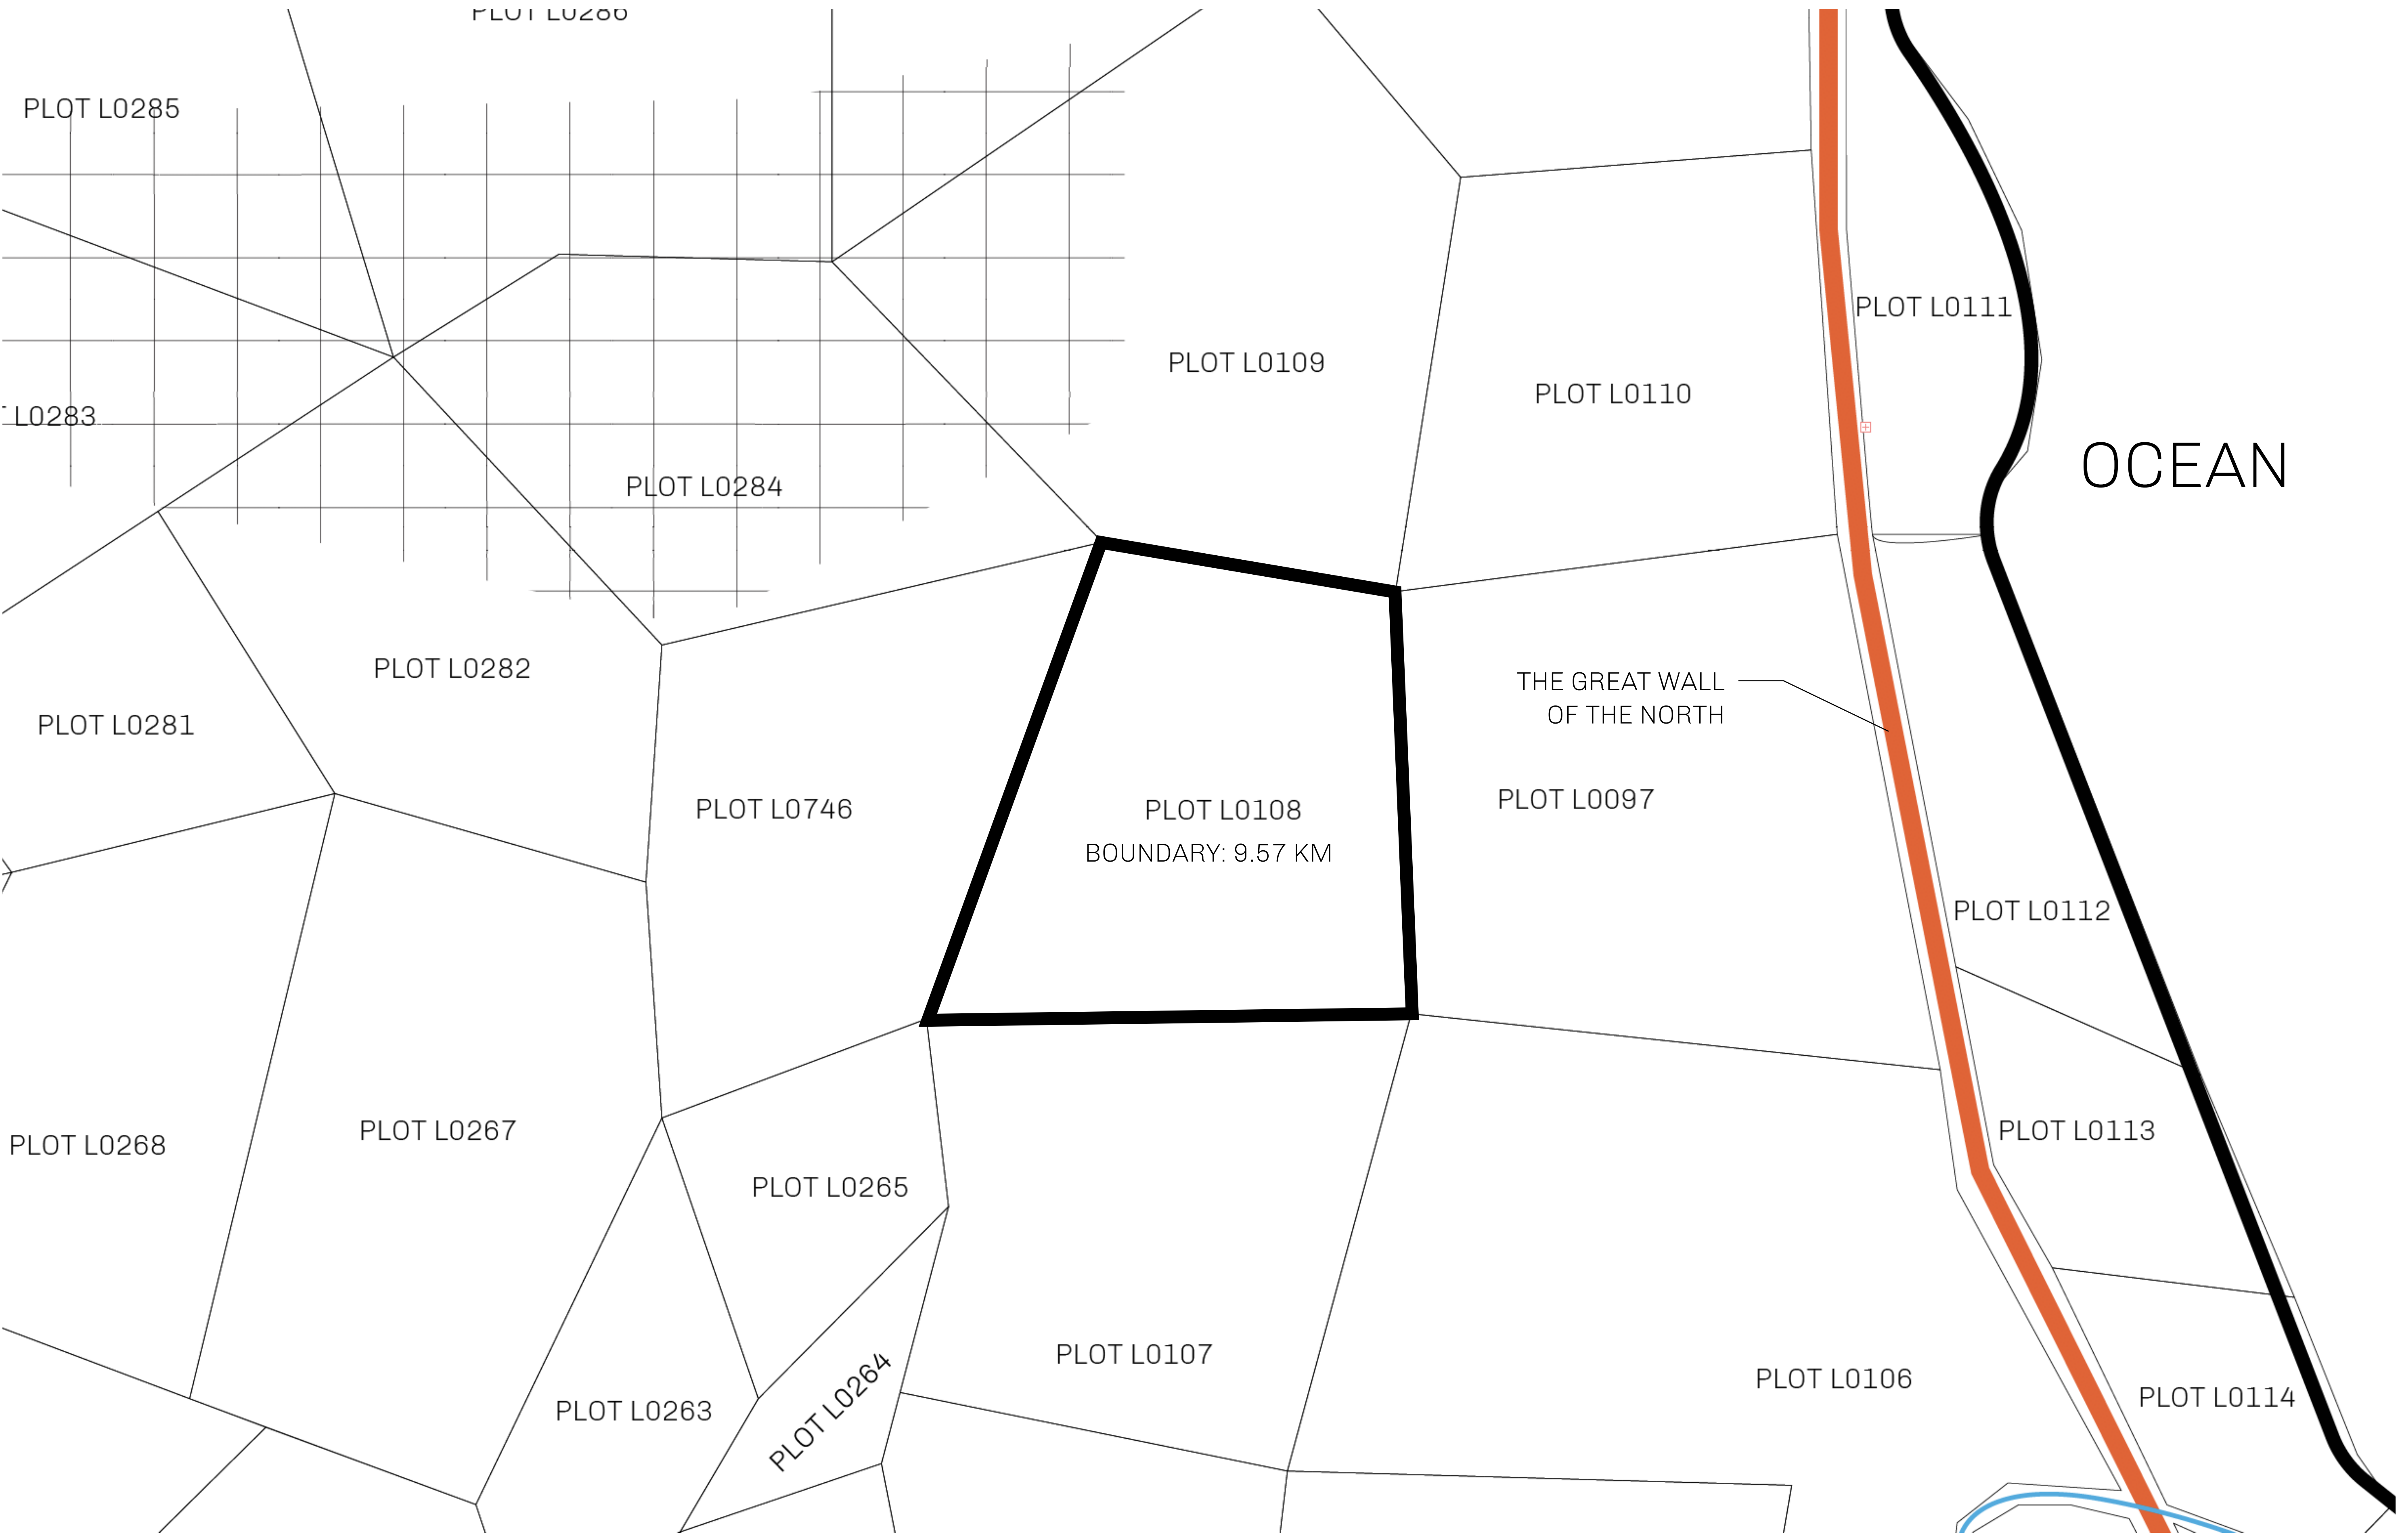 PLOT L0286
PLOT L0285
PLOT L0111
PLOT L0109
PLOT L0110
L0283
OCEAN
PLOT L0284
PLOT L0282
THE GREAT WALL
OF THE NORTH
PLOT L0281
PLOT L0746
PLOT L0108
BOUNDARY: 9.57 KM
PLOT L0097
PLOT L0112
PLOT L0268
PLOT L0267
PLOT L0113
PLOT L0265
PLOT L0107
PLOT L0264
PLOT L0106
PLOT L0263
PLOT L0114